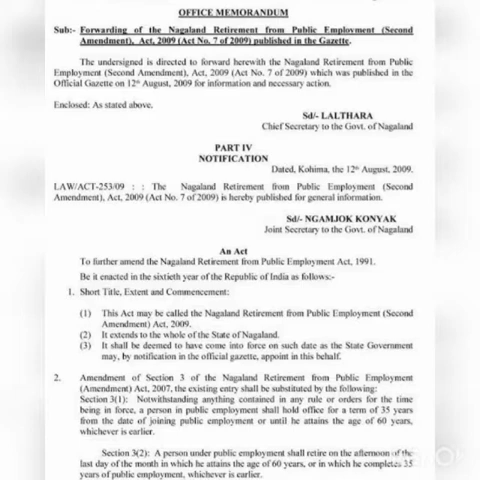 OFFICE MEMORANDUM
Sub:- Forwarding of the Nagaland Retirement from Public Employment (Second
Amendment), Act, 2009 (Act No. 7 of 2009) published in the Gazette.
The undersigned is directed to forward herewith the Nagaland Retirement from Public
Employment (Second Amendment), Act, 2009 (Act No. 7 of 2009) which was published in the
Official Gazette on 12th August, 2009 for information and necessary action.
Enclosed: As stated above.
Sd/- LALTHARA
Chief Secretary to the Govt. of Nagaland
PART IV
NOTIFICATION
Dated, Kohima, the 12th August, 2009.
LAW/ACT-253/09 : : The Nagaland Retirement from Public Employment (Second
Amendment), Act, 2009 (Act No. 7 of 2009) is hereby published for general information.
Sd/- NGAMJOK KONYAK
Joint Secretary to the Govt. of Nagaland
An Act
To further amend the Nagaland Retirement from Public Employment Act, 1991.
Be it enacted in the sixtieth year of the Republic of India as follows:-
1. Short Title, Extent and Commencement:
(1) This Act may be called the Nagaland Retirement from Public Employment (Second
Amendment) Act, 2009.
(2) It extends to the whole of the State of Nagaland.
(3) It shall be deemed to have come into force on such date as the State Government
may, by notification in the official gazette, appoint in this behalf.
2. Amendment of Section 3 of the Nagaland Retirement from Public Employment
(Amendment) Act, 2007, the existing entry shall be substituted by the following:
Section 3(1): Notwithstanding anything contained in any rule or orders for the time
being in force, a person in public employment shall hold office for a term of 35 years
from the date of joining public employment or until he attains the age of 60 years,
whichever is earlier.
Section 3(2): A person under public employment shall retire on the afternoon of the
last day of the month in which he attains the age of 60 years, or in which he completes 35
years of public employment, whichever is earlier.